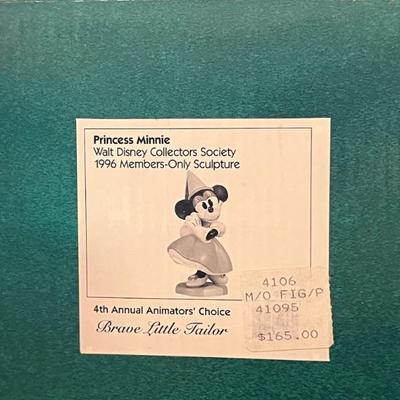 Princess Minnie
Walt Disney Collectors Society
1996 Members-Only Sculpture
4106
M/O FIG/P
41095
$165.00
4th Annual Animators' Choice
Brave Little Tailor